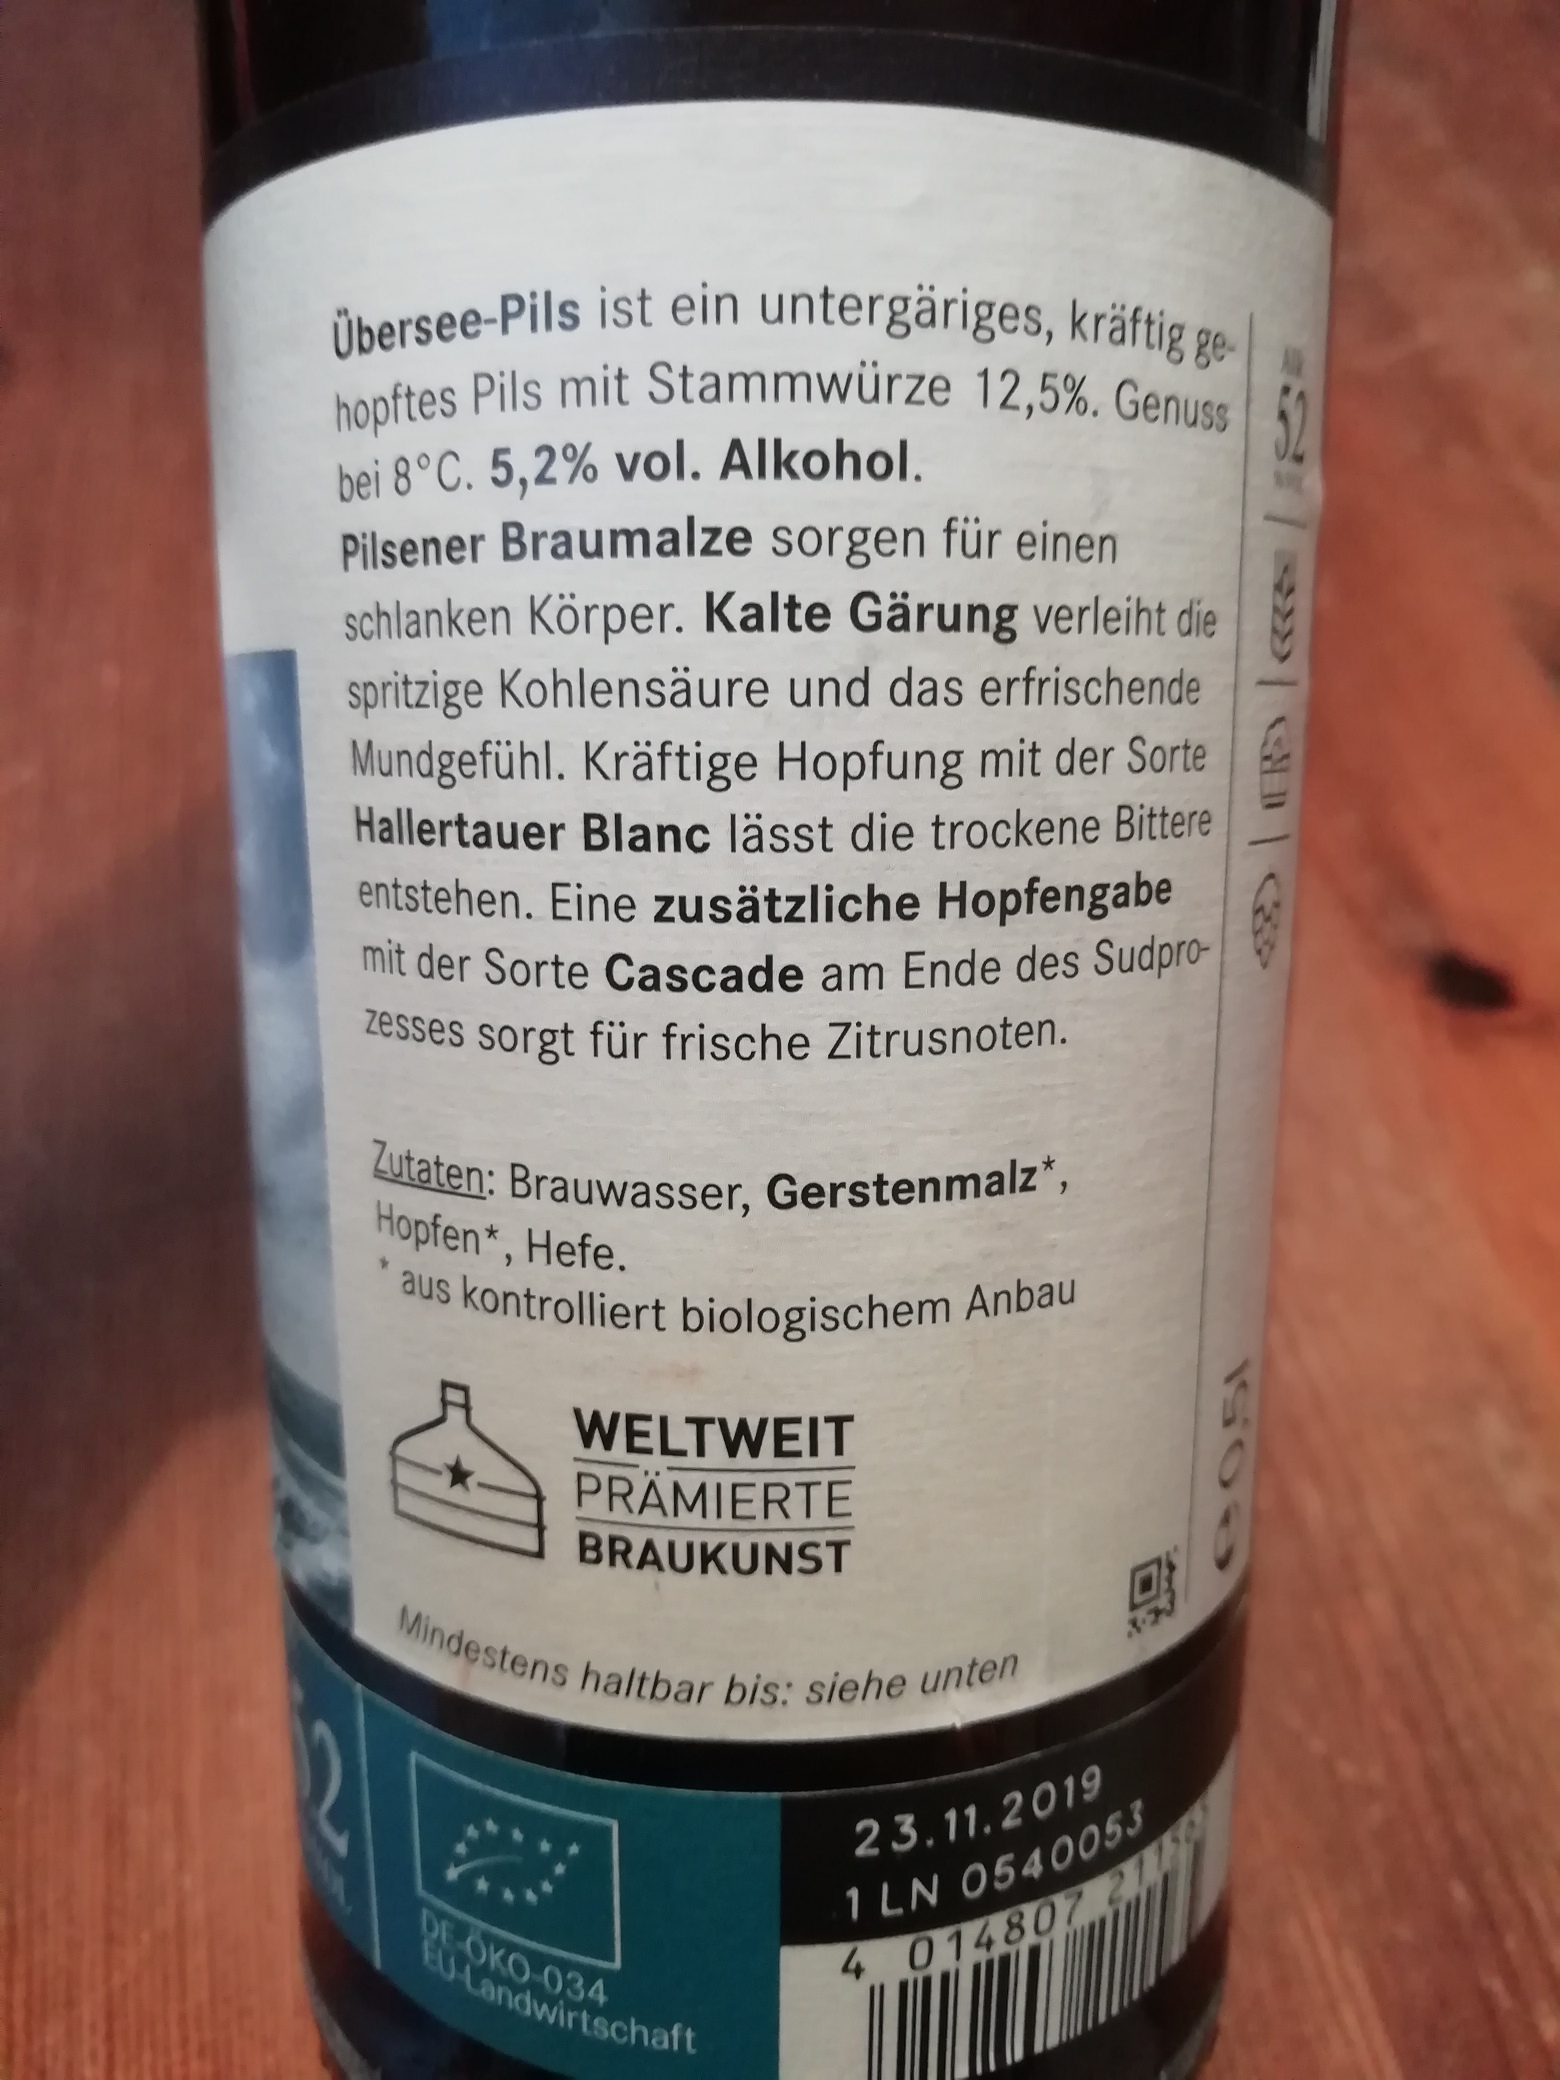 Übersee-Pils ist ein untergäriges, kräftig ge-
hopftes Pils mit Stammwürze 12,5%. Genuss
bei 8°C. 5,2% vol. Alkohol.
Pilsener Braumalze sorgen für einen
schlanken Körper. Kalte Gärung verleiht die
spritzige Kohlensäure und das erfrischende
Mundgefühl. Kräftige Hopfung mit der Sorte
Hallertauer Blanc lässt die trockene Bittere
entstehen. Eine zusätzliche Hopfengabe
mit der Sorte Cascade am Ende des Sudpro-
zesses sorgt für frische Zitrusnoten.
Zutaten: Brauwasser, Gerstenmalz*,
Hopfen*, Hefe.
* aus kontrolliert biologischem Anbau
WELTWEIT
PRÄMIERTE
BRAUKUNST
Mindestens haltbar bis: siehe unten
52
0,5l
52
DE-ÖKO-034
EU-Landwirtschaft
23.11.2019
1 LN 0540053
4 014807